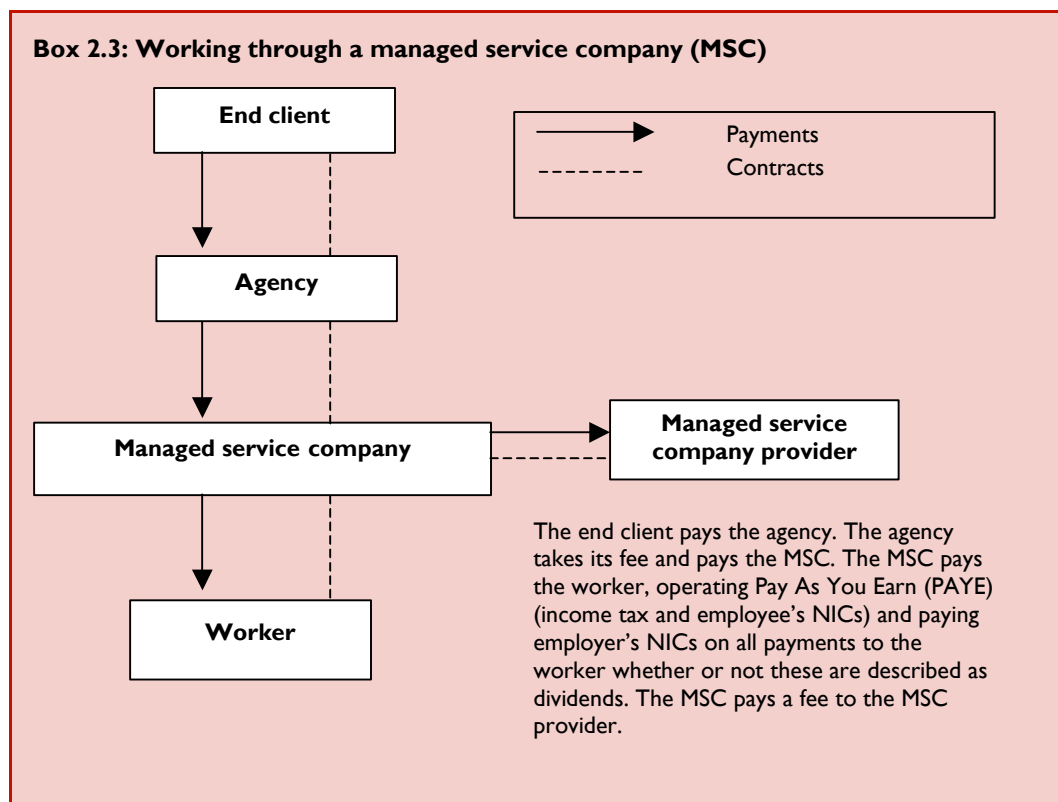 Box 2.3: Working through a managed service company (MSC)
End client
Payments
Contracts
Agency
Managed service company
Managed service
company provider
The end client pays the agency. The agency
takes its fee and pays the MSC. The MSC pays
the worker, operating Pay As You Earn (PAYE)
(income tax and employee’s NICs) and paying
employer’s NICs on all payments to the
worker whether or not these are described as
dividends. The MSC pays a fee to the MSC
provider.
Worker